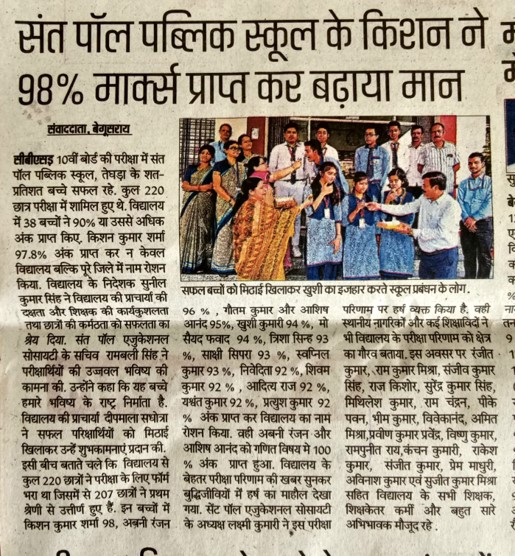 संत पॉल पब्लिक स्कूल के किशन ने
98% मार्क्स प्राप्त कर बढ़ाया मान
संवाददाता, बेगूसराय
सीबीएसइ 10वीं बोर्ड की परीक्षा में संत
पॉल पब्लिक स्कूल, तेघड़ा के शत-
प्रतिशत बच्चे सफल रहे. कुल 220
छात्र परीक्षा में शामिल हुए थे. विद्यालय
में 38 बच्चों ने 90% या उससे अधिक
अंक प्राप्त किए. किशन कुमार शर्मा
97.8% अंक प्राप्त कर न केवल
विद्यालय बल्कि पूरे जिले में नाम रोशन
किया. विद्यालय के निदेशक सुनील
कुमार सिंह ने विद्यालय की प्राचार्या की
दक्षता और शिक्षक की कार्यकुशलता
तथा छात्रों की कर्मठता को सफलता का
श्रेय दिया. संत पॉल एजुकेशनल
सोसायटी के सचिव रामबली सिंह ने
परीक्षार्थियों की उज्जवल भविष्य की
कामना की. उन्होंने कहा कि यह बच्चे
हमारे भविष्य के राष्ट्र निर्माता है.
विद्यालय की प्राचार्या दीपमाला सधोत्रा
ने सफल परिक्षार्थियों को मिठाई
खिलाकर उन्हें शुभकामनाएं प्रदान की.
इसी बीच बताते चले कि विद्यालय से
कुल 220 छात्रों ने परीक्षा के लिए फॉर्म
भरा था जिसमें से 207 छात्रों ने प्रथम
श्रेणी से उत्तीर्ण हुए हैं. इन बच्चों में
किशन कुमार शर्मा 98, अबनी रंजन
सफल बच्चों को मिठाई खिलाकर खुशी का इजहार करते स्कूल प्रबंधन के लोग.
96 % , गौतम कुमार और आशिष
आनंद 95%, खुशी कुमारी 94 %, मो
सैयद फवाद 94 %, त्रिशा सिन्ह 93
%, साक्षी सिपरा 93 %, स्वप्निल
कुमार 93 %, निवेदिता 92 %, शिवम
कुमार 92 % , आदित्य राज 92 %,
यशंवत कुमार 92 %, प्रत्युश कुमार 92
% अंक प्राप्त कर विद्यालय का नाम
रोशन किया. वही अबनी रंजन और
आशिष आनंद को गणित विषय मे 100
% अंक प्राप्त हुआ. विद्यालय के
बेहतर परीक्षा परिणाम की खबर सुनकर
बुद्धिजीवियों में हर्ष का माहौल देखा
गया. सेंट पॉल एजुकेशनल सोसायटी
के अध्यक्ष लक्ष्मी कुमारी ने इस परीक्षा
परिणाम पर हर्ष व्यक्त किया है, वही
स्थानीय नागरिकों और कई शिक्षाविदों ने
भी विद्यालय के परीक्षा परिणाम को क्षेत्र
का गौरव बताया. इस अवसर पर रंजीत
कुमार, राम कुमार मिश्रा, संजीव कुमार
सिंह, राज किशोर, सुरेंद्र कुमार सिंह,
मिथिलेश कुमार, राम चंद्रन, पीके
पवन, भीम कुमार, विवेकानंद, अमित
मिश्रा,प्रवीण कुमार प्रवेंद्र, विष्णु कुमार,
रामपुनीत राय,कंचन कुमारी, राकेश
कुमार, संजीत कुमार, प्रेम माधुरी,
अविनाश कुमार एवं सुजीत कुमार मिश्रा
सहित विद्यालय के सभी शिक्षक,
शिक्षकेतर कर्मी और बहुत सारे
अभिभावक मौजूद रहे .